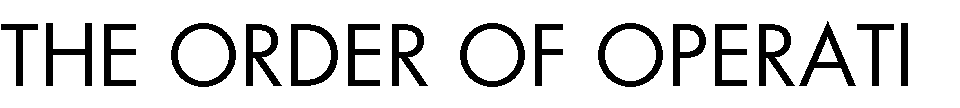 THE ORDER OF OPERATI